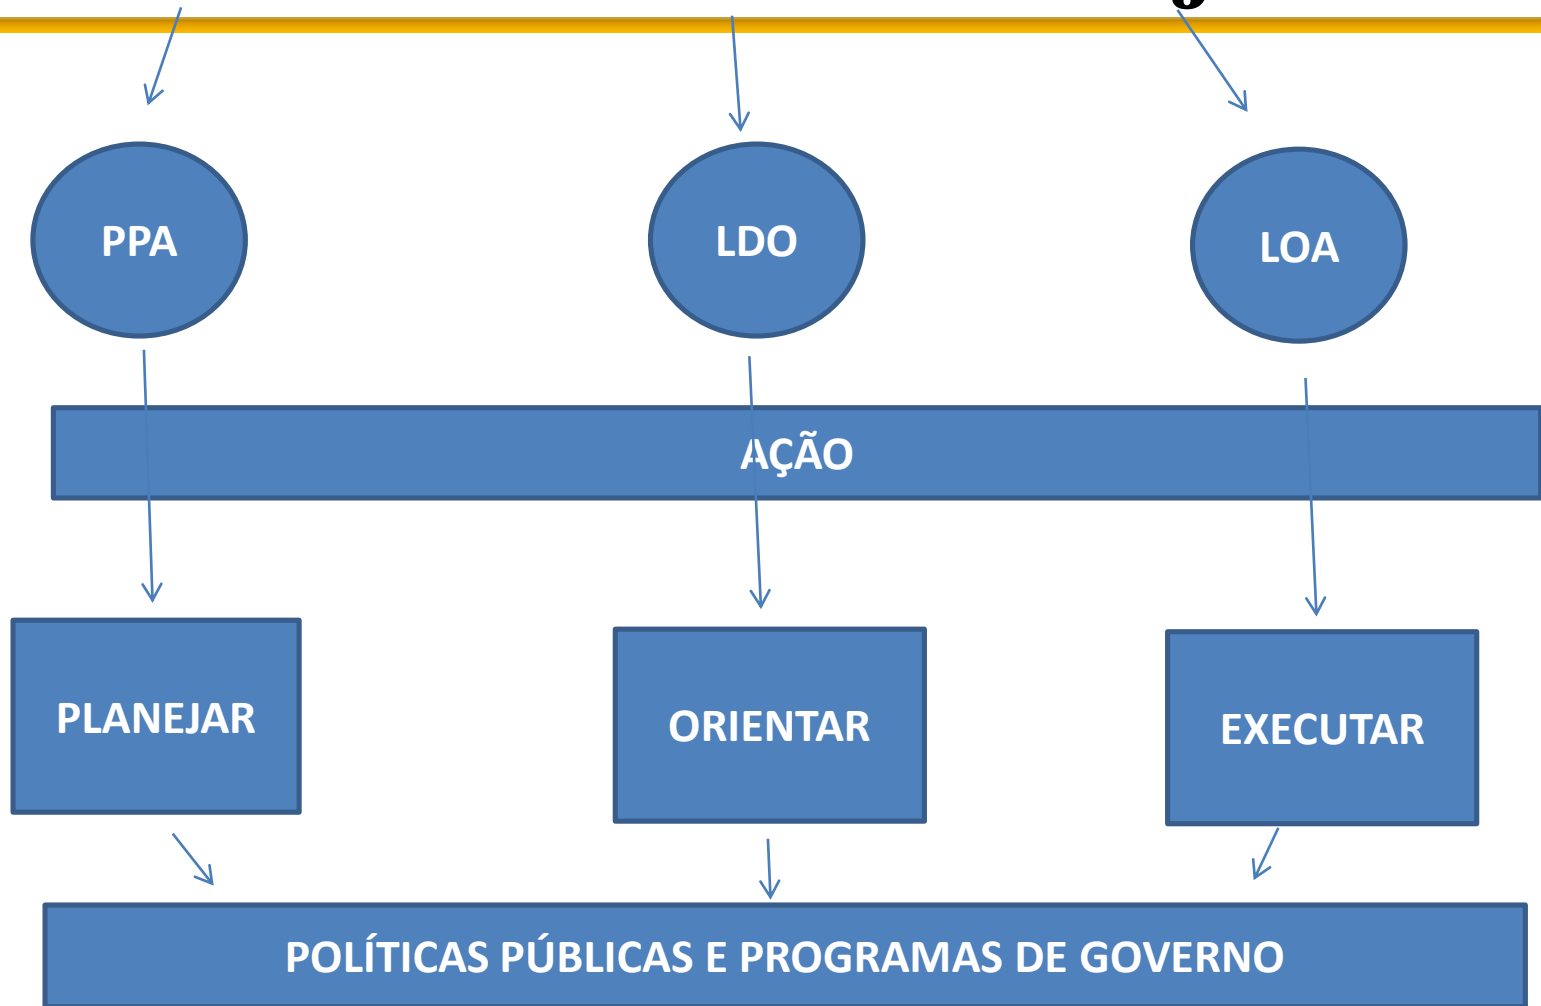 PPA
LDO
LOA
AÇÃO
PLANEJAR
ORIENTAR
EXECUTAR
POLÍTICAS PÚBLICAS E PROGRAMAS DE GOVERNO